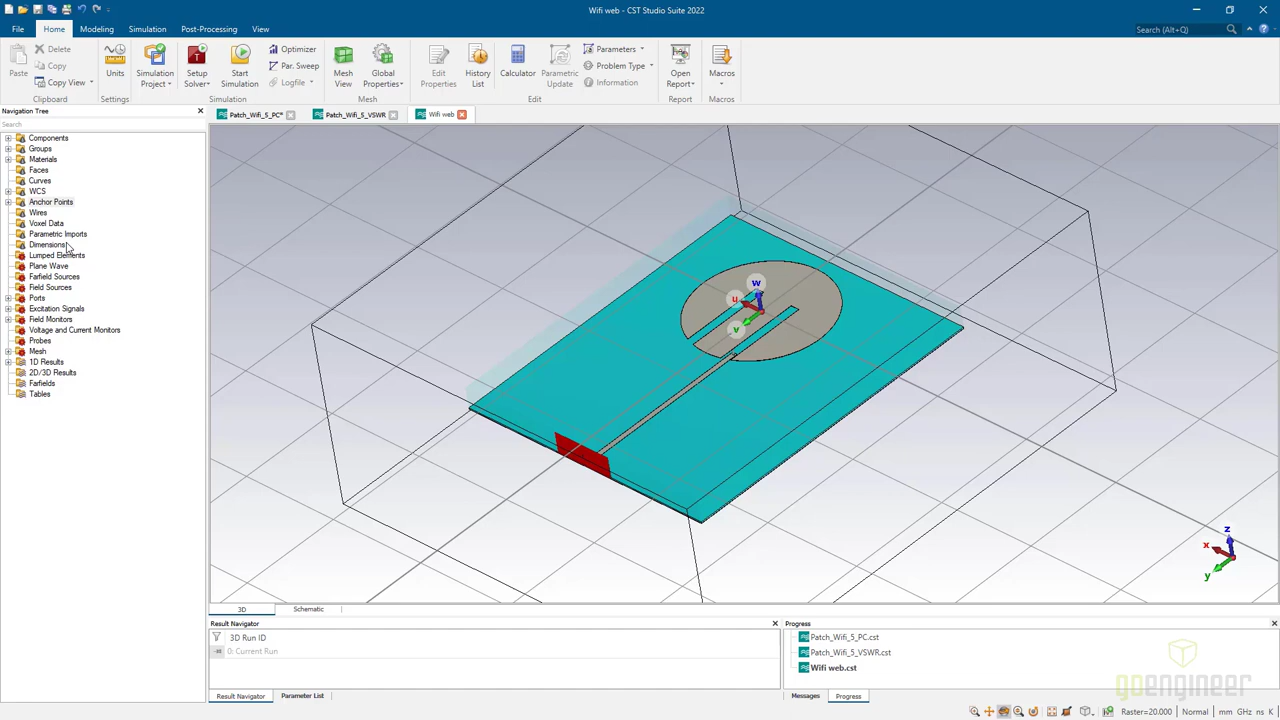 Wifi web - CST Studio Suite 2022
File Home Modeling Simulation Post-Processing View Search (Alt+Q)
Paste Delete Copy Copy View Clipboard
Units Settings
Simulation Project Setup Solver Start Simulation Optimizer Par. Sweep Logfile Simulation
Mesh View Global Properties Mesh
Edit Properties History List Calculator Parametric Update Parameters Problem Type Information Edit
Open Report Report
Macros Macros
Navigation Tree
Search
Patch_Wifi_5_PC* Patch_Wifi_5_VSWR Wifi web
Components
Groups
Materials
Faces
Curves
WCS
Anchor Points
Wires
Voxel Data
Parametric Imports
Dimensions
Lumped Elements
Plane Wave
Farfield Sources
Field Sources
Ports
Excitation Signals
Field Monitors
Voltage and Current Monitors
Probes
Mesh
1D Results
2D/3D Results
Farfields
Tables
w
u
v
z
x
y
3D Schematic
Result Navigator
3D Run ID
0: Current Run
Result Navigator Parameter List
Progress
Patch_Wifi_5_PC.cst
Patch_Wifi_5_VSWR.cst
Wifi web.cst
Messages Progress
goengineer
Raster=20.000 Normal mm GHz ns K